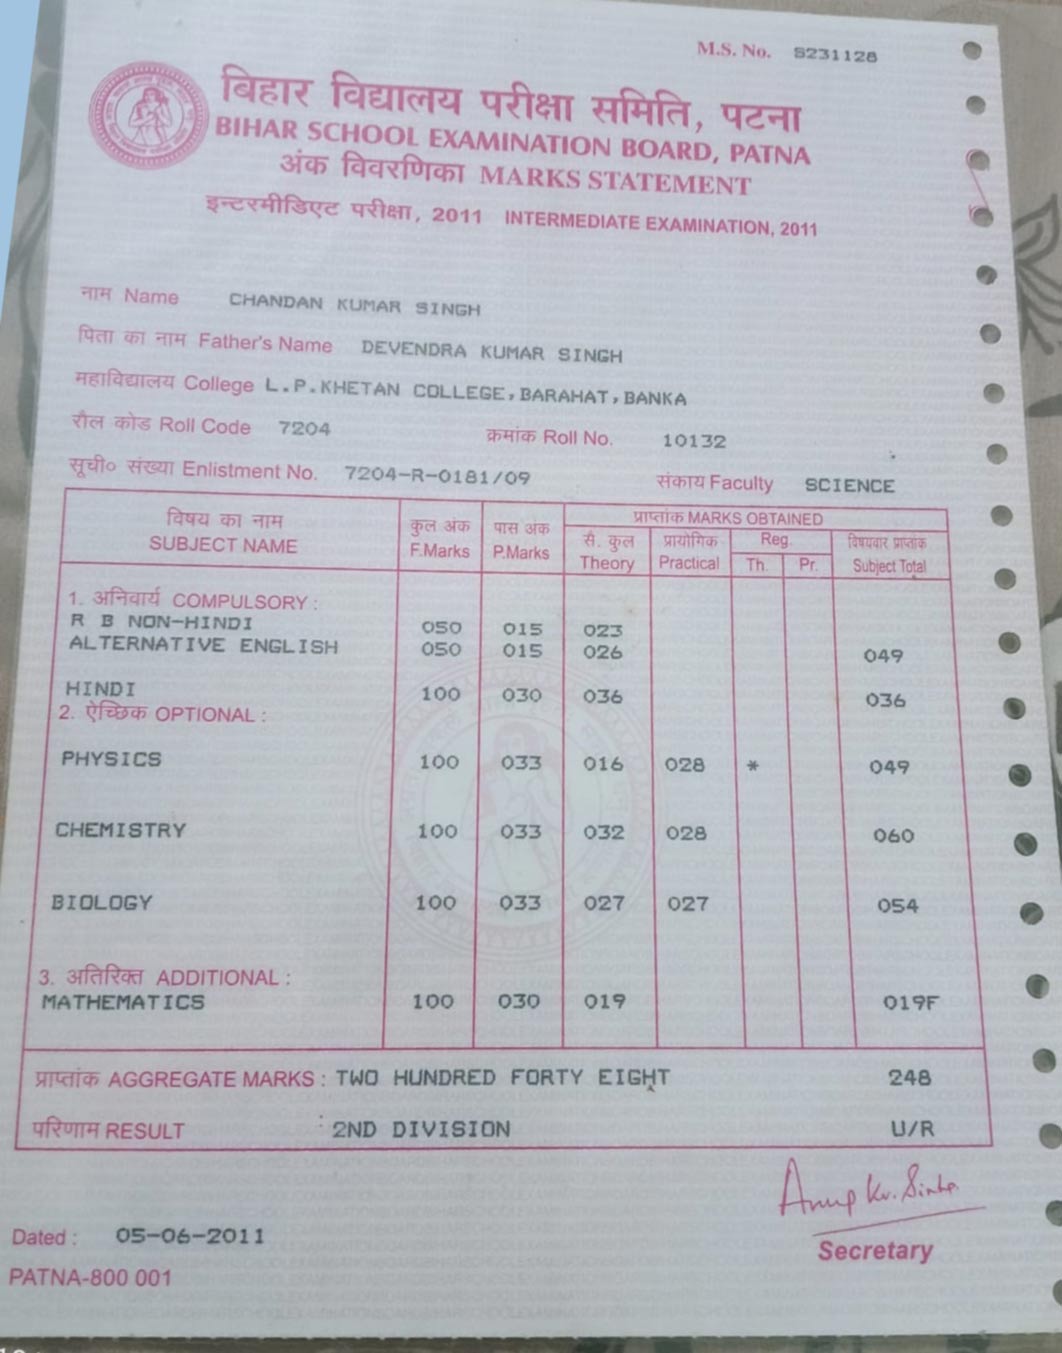 M.S. No. S231128
बिहार विद्यालय परीक्षा समिति, पटना
BIHAR SCHOOL EXAMINATION BOARD, PATNA
अंक विवरणिका MARKS STATEMENT
इन्टरमीडिएट परीक्षा, 2011 INTERMEDIATE EXAMINATION, 2011
नाम Name CHANDAN KUMAR SINGH
पिता का नाम Father's Name DEVENDRA KUMAR SINGH
महाविद्यालय College L.P.KHETAN COLLEGE,BARAHAT,BANKA
रौल कोड Roll Code 7204 क्रमांक Roll No. 10132
सूची० संख्या Enlistment No. 7204-R-0181/09 संकाय Faculty SCIENCE
विषय का नाम कुल अंक पास अंक प्राप्तांक MARKS OBTAINED
SUBJECT NAME F.Marks P.Marks सै. कुल प्रायोगिक Reg. विषयवार प्राप्तांक
Theory Practical Th. Pr. Subject Total
1. अनिवार्य COMPULSORY :
R B NON-HINDI 050 015 023
ALTERNATIVE ENGLISH 050 015 026 049
HINDI 100 030 036 036
2. ऐच्छिक OPTIONAL :
PHYSICS 100 033 016 028 * 049
CHEMISTRY 100 033 032 028 060
BIOLOGY 100 033 027 027 054
3. अतिरिक्त ADDITIONAL :
MATHEMATICS 100 030 019 019F
प्राप्तांक AGGREGATE MARKS : TWO HUNDRED FORTY EIGHT 248
परिणाम RESULT : 2ND DIVISION U/R
Anup Kr. Sinha
Secretary
Dated : 05-06-2011
PATNA-800 001